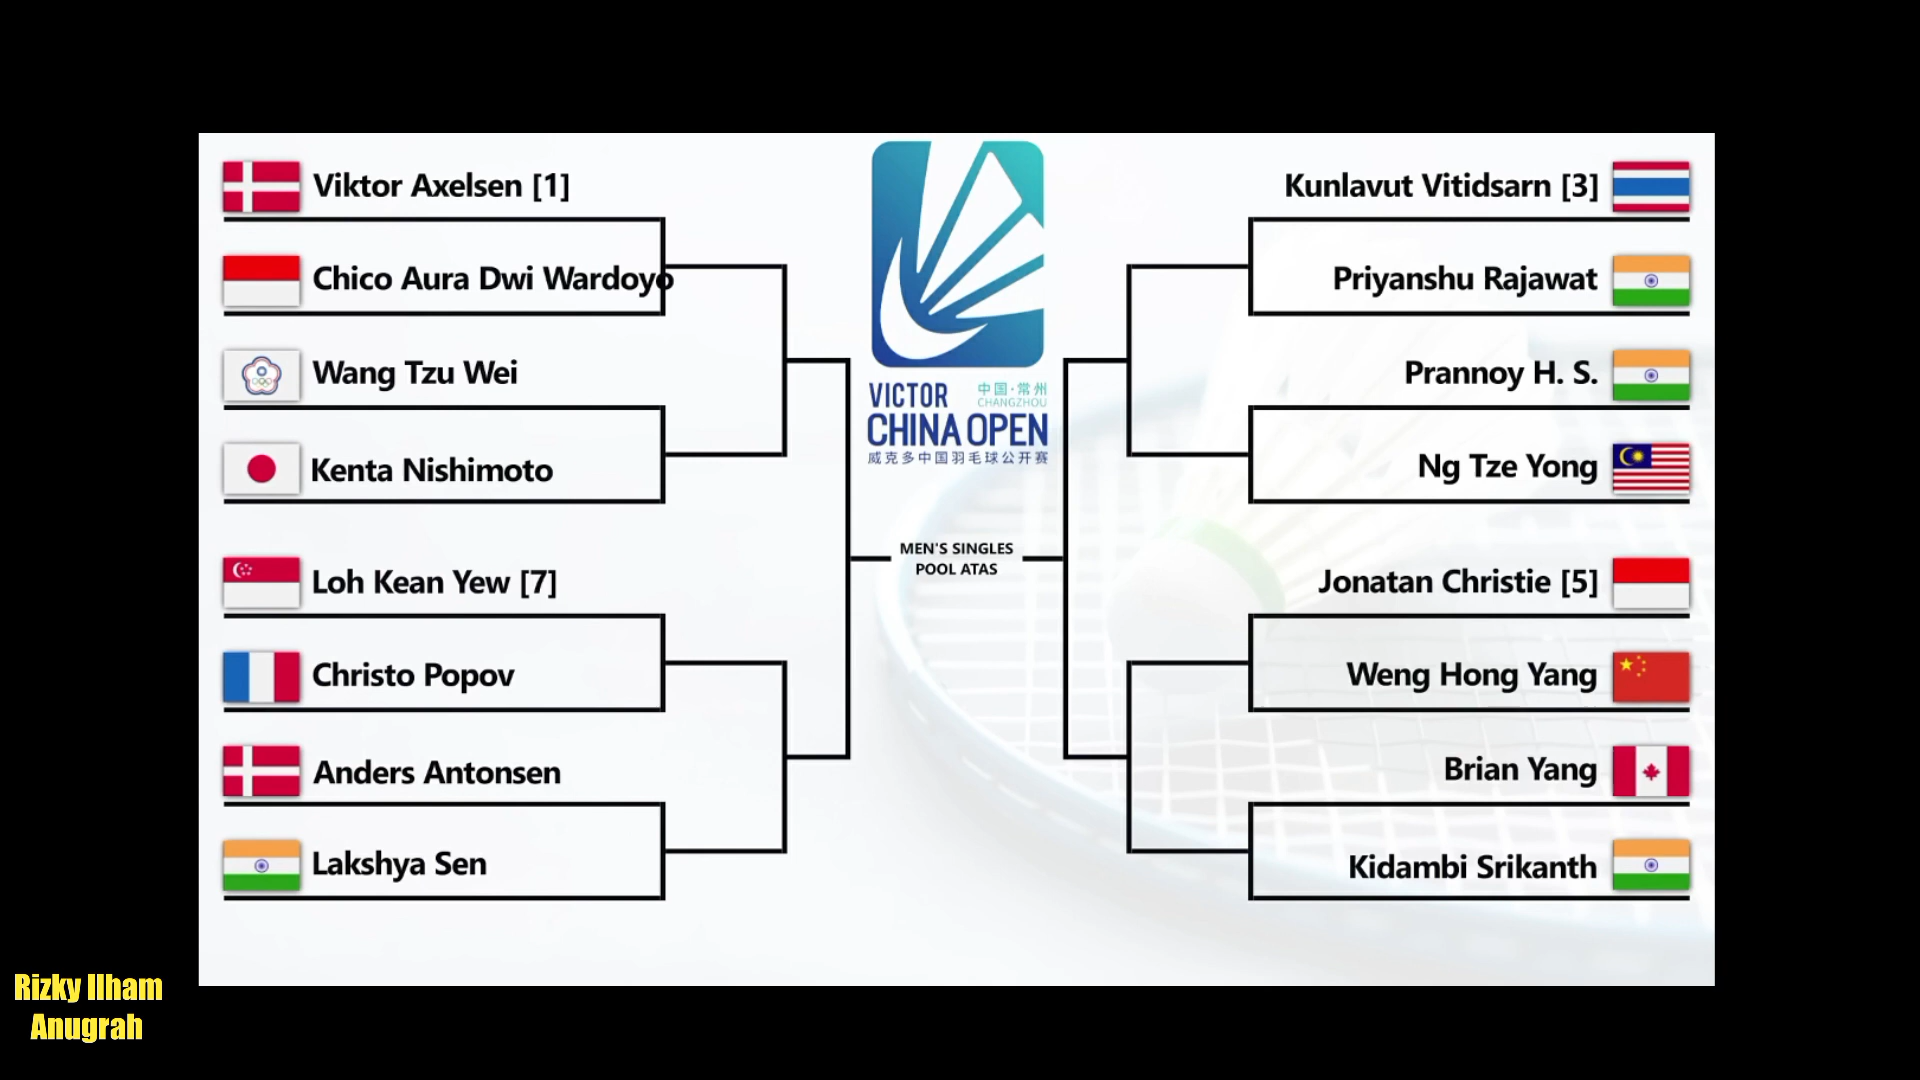 Viktor Axelsen [1]
Chico Aura Dwi Wardoyo
Wang Tzu Wei
Kenta Nishimoto
Loh Kean Yew [7]
Christo Popov
Anders Antonsen
Lakshya Sen
VICTOR
中国·常州
CHANGZHOU
CHINA OPEN
威克多中国羽毛球公开赛
MEN'S SINGLES
POOL ATAS
Kunlavut Vitidsarn [3]
Priyanshu Rajawat
Prannoy H. S.
Ng Tze Yong
Jonatan Christie [5]
Weng Hong Yang
Brian Yang
Kidambi Srikanth
Rizky Ilham
Anugrah